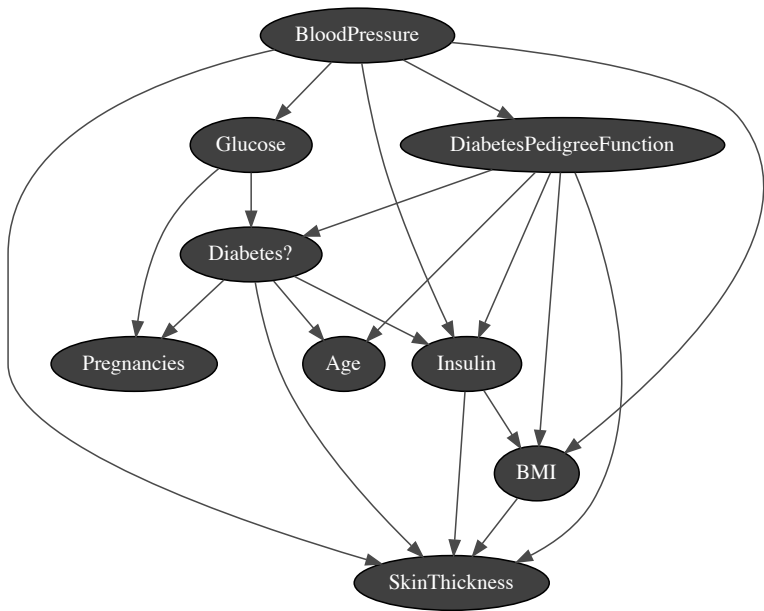 BloodPressure
Glucose
DiabetesPedigreeFunction
Diabetes?
Pregnancies
Age
Insulin
BMI
SkinThickness